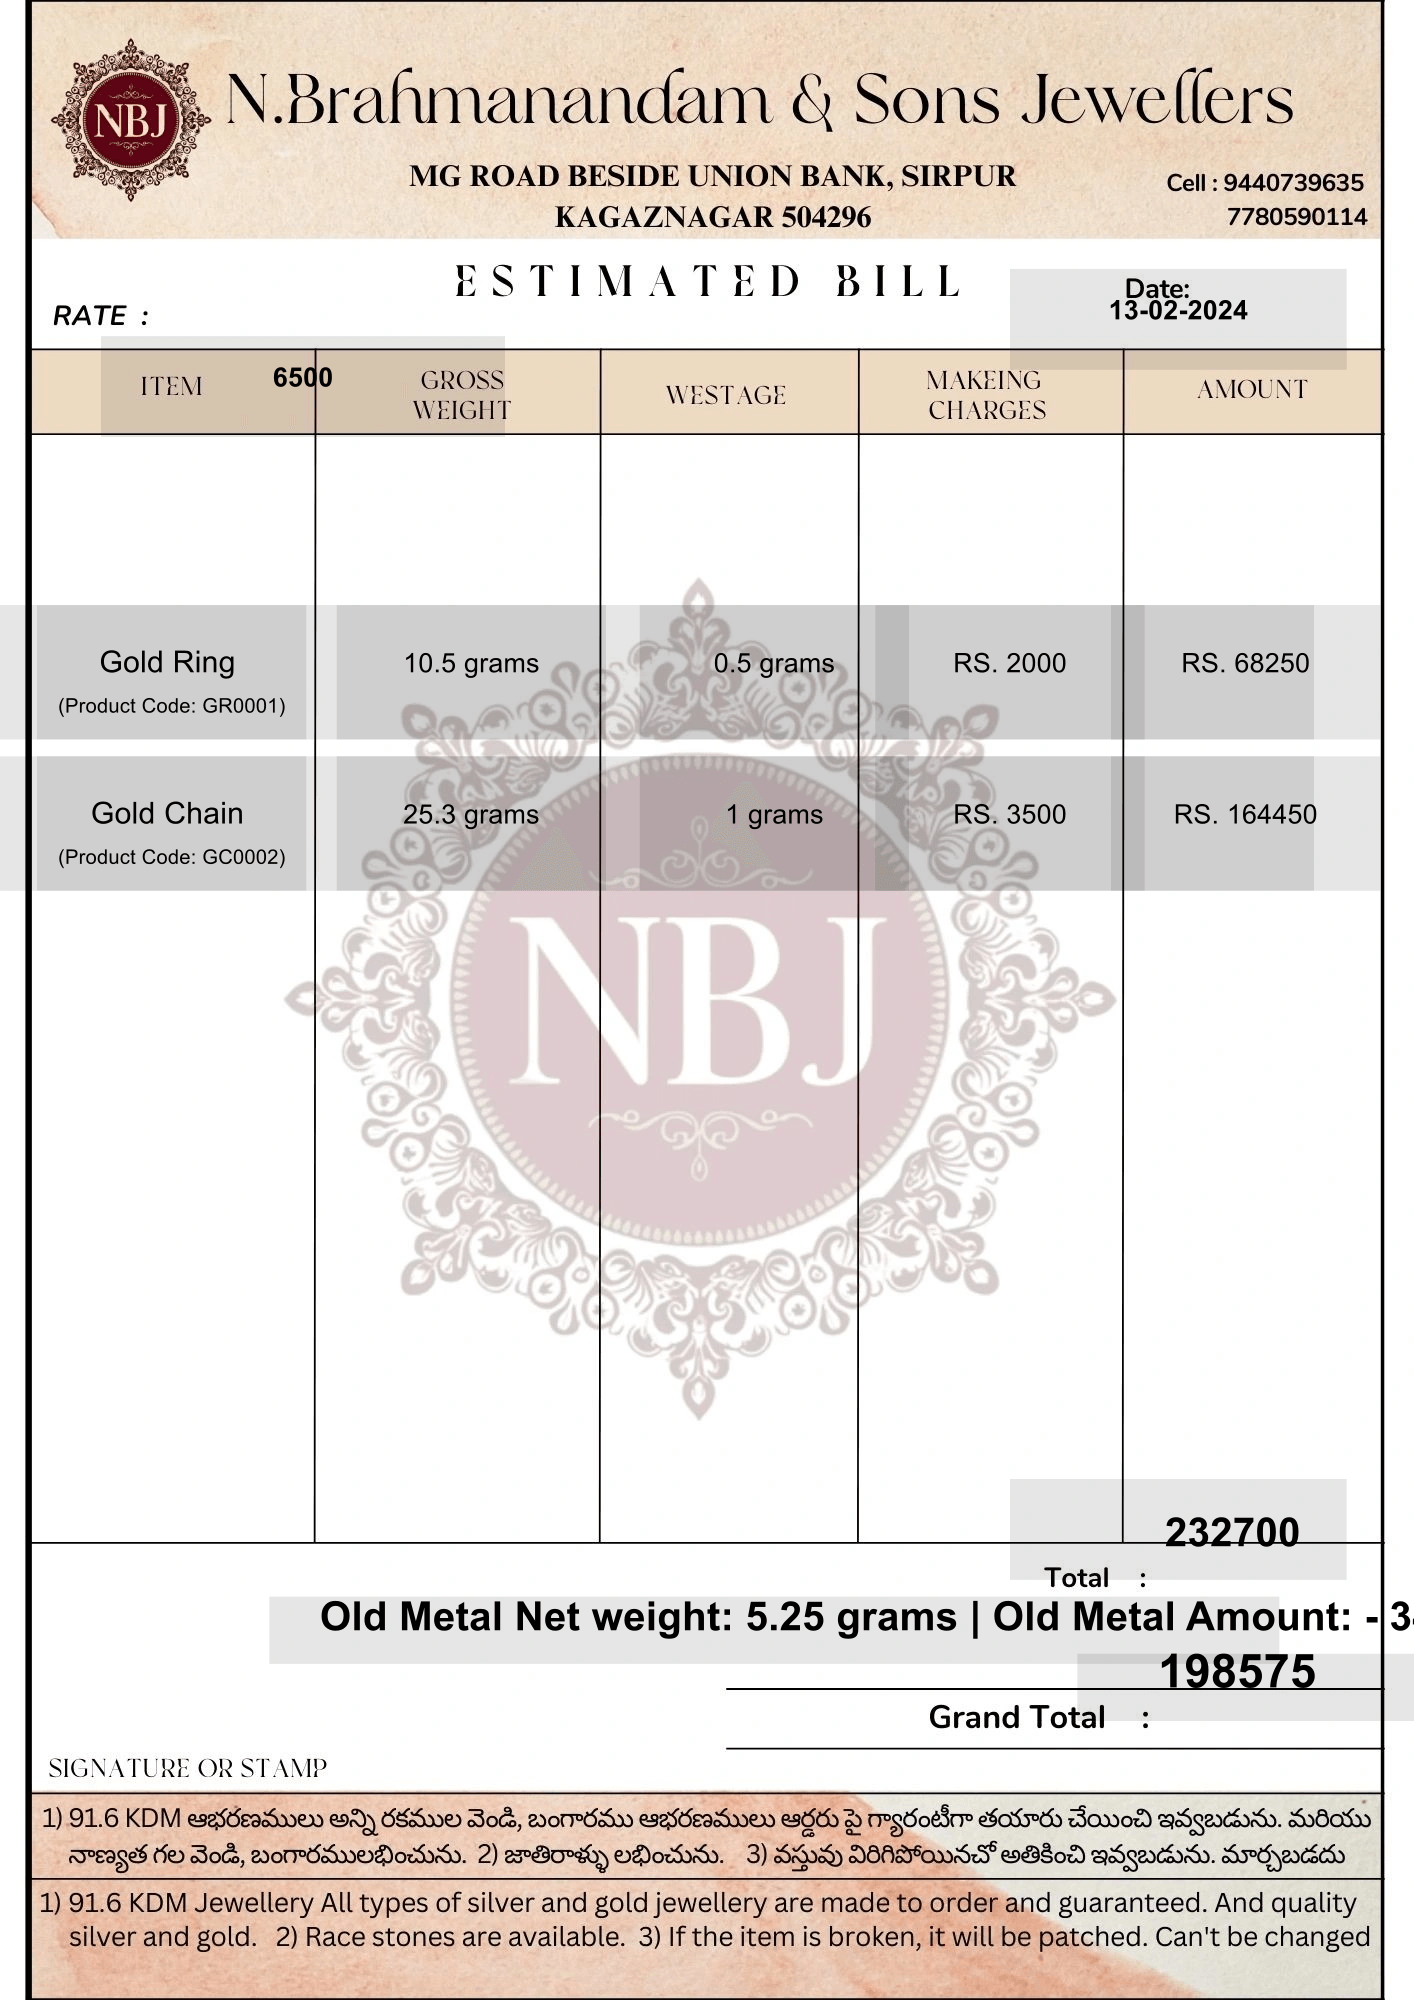 NBJ
N.Brahmanandam & Sons Jewellers
MG ROAD BESIDE UNION BANK, SIRPUR
KAGAZNAGAR 504296
Cell : 9440739635
7780590114
ESTIMATED BILL
Date:
13-02-2024
RATE :
6500
ITEM GROSS WEIGHT WESTAGE MAKEING CHARGES AMOUNT
Gold Ring 10.5 grams 0.5 grams RS. 2000 RS. 68250
(Product Code: GR0001)
Gold Chain 25.3 grams 1 grams RS. 3500 RS. 164450
(Product Code: GC0002)
NBJ
232700
Total :
Old Metal Net weight: 5.25 grams | Old Metal Amount: -
198575
Grand Total :
SIGNATURE OR STAMP
1) 91.6 KDM ఆభరణములు అన్ని రకముల వెండి, బంగారము ఆభరణములు ఆర్డరు పై గ్యారంటీగా తయారు చేయించి ఇవ్వబడును. మరియు
నాణ్యత గల వెండి, బంగారములభించును. 2) జాతిరాళ్ళు లభించును. 3) వస్తువు విరిగిపోయినచో అతికించి ఇవ్వబడును. మార్చబడదు
1) 91.6 KDM Jewellery All types of silver and gold jewellery are made to order and guaranteed. And quality
silver and gold. 2) Race stones are available. 3) If the item is broken, it will be patched. Can't be changed